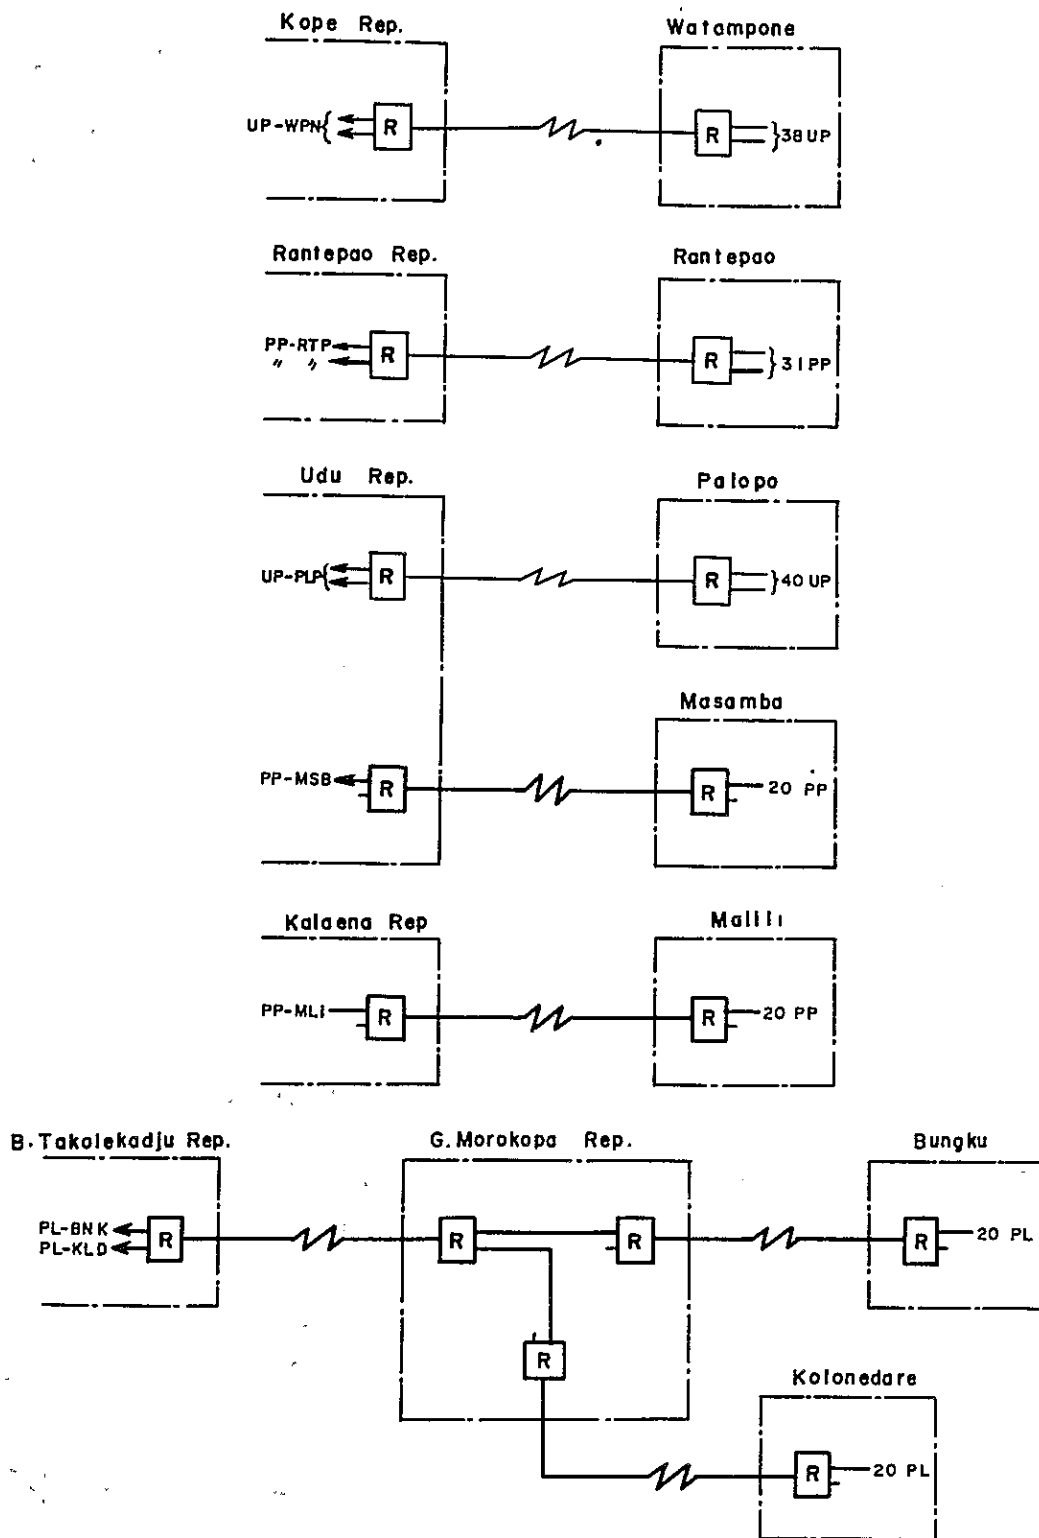 Kope Rep.
Watampone
UP-WPN{
R
R
}38 UP
Rantepao Rep.
Rantepao
PP-RTP
〃 〃
R
R
}31 PP
Udu Rep.
Palopo
UP-PLP{
R
R
}40 UP
Masamba
PP-MSB
R
R
20 PP
Kalaena Rep
Malili
PP-MLi
R
R
20 PP
B. Takalekadju Rep.
G. Morokopa Rep.
Bungku
PL-BNK
PL-KLD
R
R
R
R
20 PL
R
Kolonedare
R
20 PL